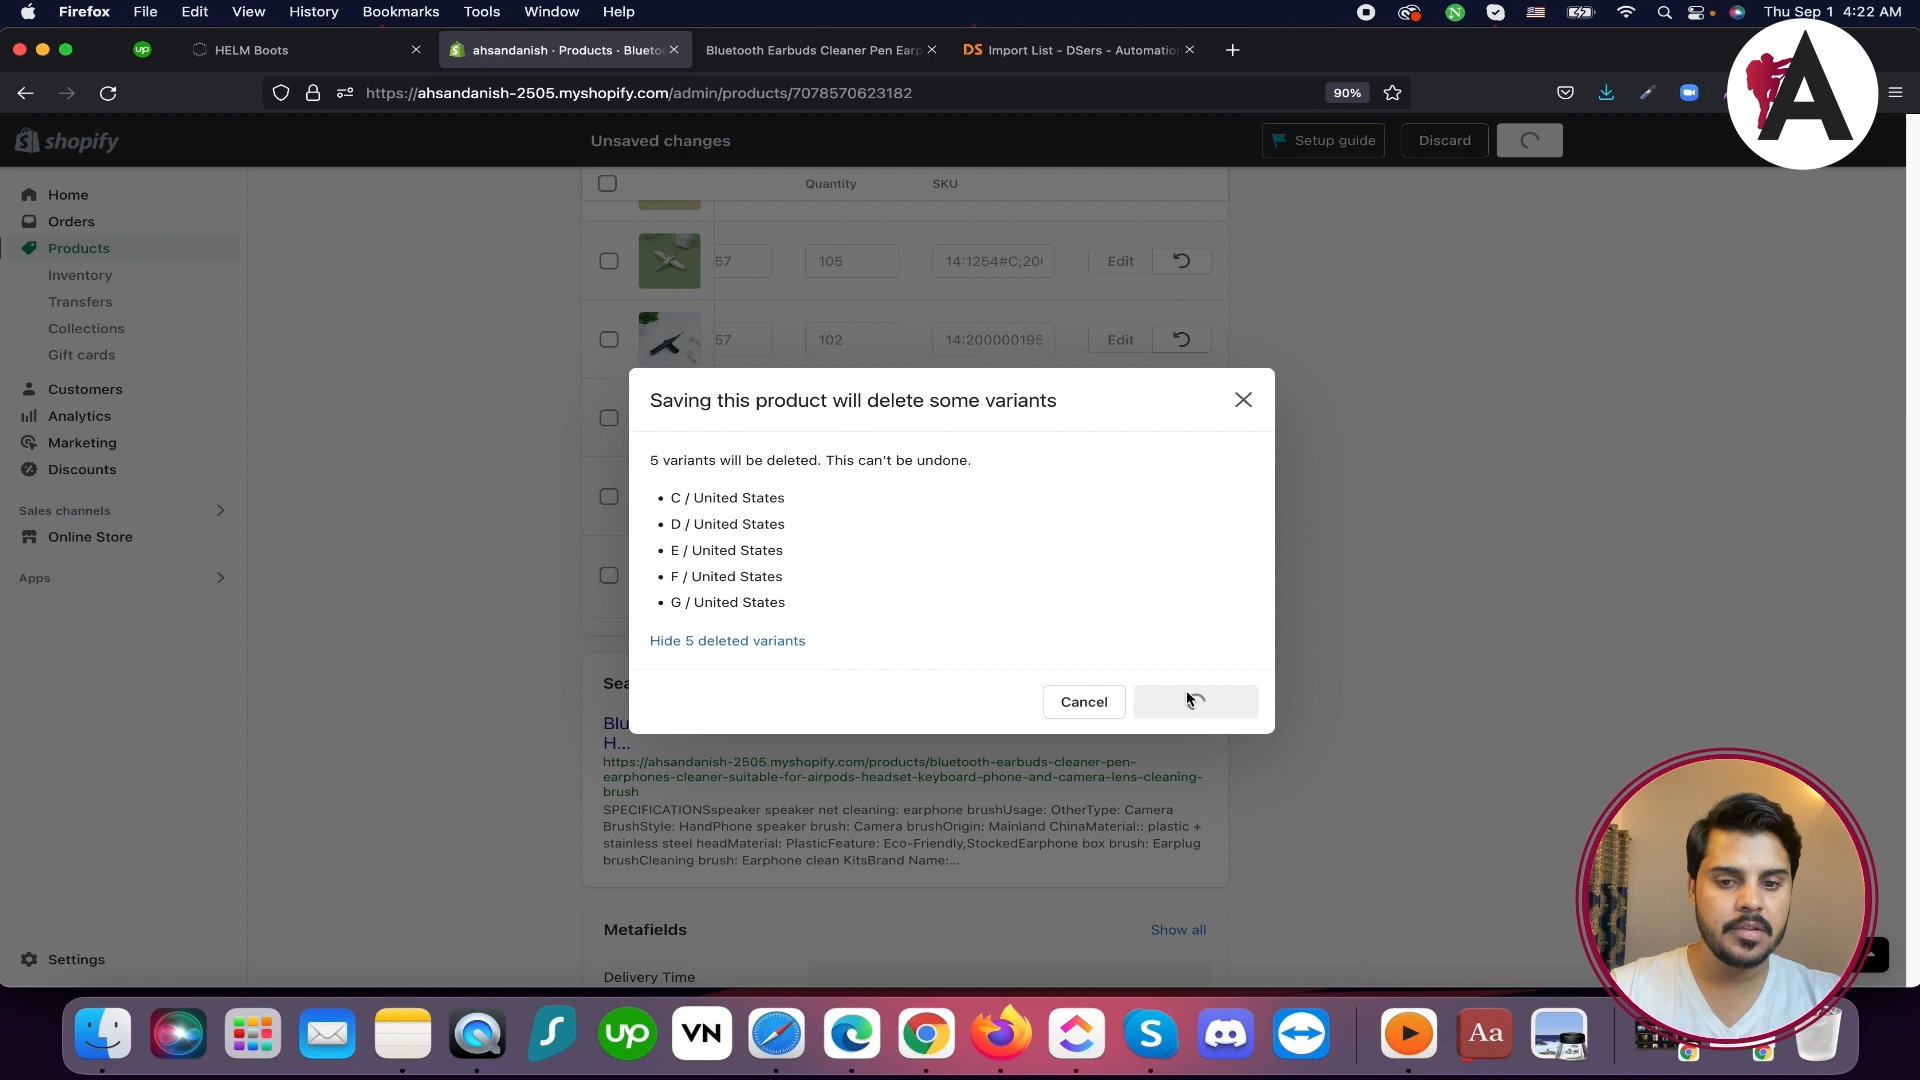 Firefox File Edit View History Bookmarks Tools Window Help Thu Sep 1 4:22 AM
up HELM Boots ahsandanish · Products · Blueto Bluetooth Earbuds Cleaner Pen Earp DS Import List - DSers - Automatio
https://ahsandanish-2505.myshopify.com/admin/products/7078570623182 90%
A
shopify Unsaved changes Setup guide Discard
Home
Orders
Products
Inventory
Transfers
Collections
Gift cards
Customers
Analytics
Marketing
Discounts
Sales channels
Online Store
Apps
Settings
Quantity SKU
57 105 14:1254#C;20 Edit
57 102 14:200000195 Edit
Saving this product will delete some variants
5 variants will be deleted. This can't be undone.
• C / United States
• D / United States
• E / United States
• F / United States
• G / United States
Hide 5 deleted variants
Cancel
Sea
Blu
H...
https://ahsandanish-2505.myshopify.com/products/bluetooth-earbuds-cleaner-pen-
earphones-cleaner-suitable-for-airpods-headset-keyboard-phone-and-camera-lens-cleaning-
brush
SPECIFICATIONSspeaker speaker net cleaning: earphone brushUsage: OtherType: Camera
BrushStyle: HandPhone speaker brush: Camera brushOrigin: Mainland ChinaMaterial:: plastic +
stainless steel headMaterial: PlasticFeature: Eco-Friendly,StockedEarphone box brush: Earplug
brushCleaning brush: Earphone clean KitsBrand Name:...
Metafields Show all
Delivery Time
up VN S Aa